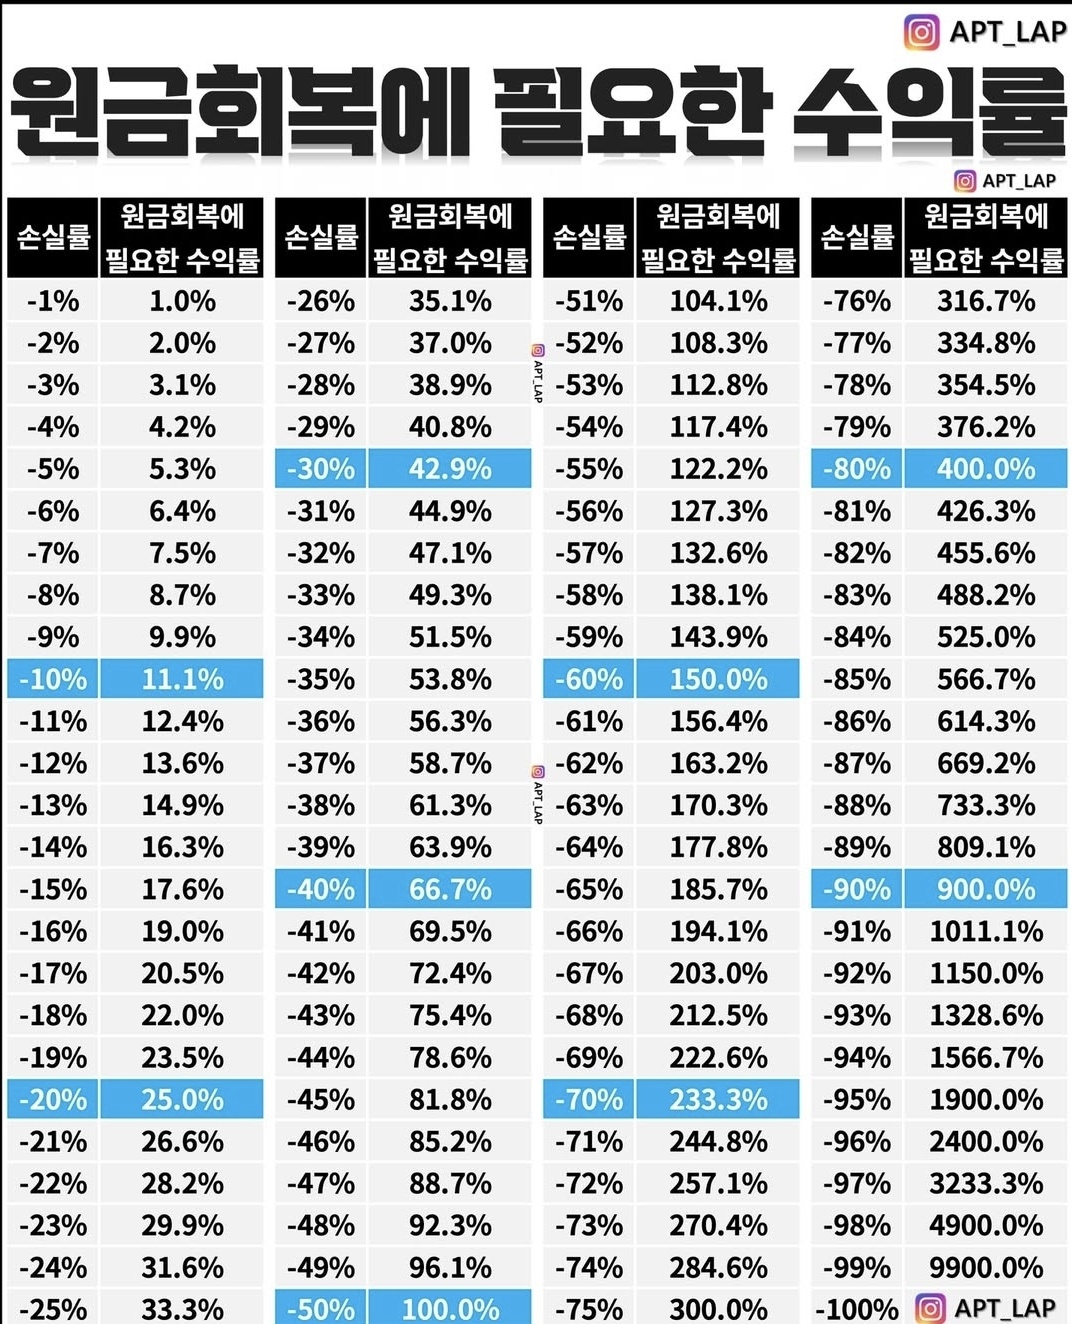 APT_LAP
원금회복에 필요한 수익률
APT_LAP
손실률 원금회복에 필요한 수익률 손실률 원금회복에 필요한 수익률 손실률 원금회복에 필요한 수익률 손실률 원금회복에 필요한 수익률
-1% 1.0% -26% 35.1% -51% 104.1% -76% 316.7%
-2% 2.0% -27% 37.0% -52% 108.3% -77% 334.8%
-3% 3.1% -28% 38.9% -53% 112.8% -78% 354.5%
APT_LAP
-4% 4.2% -29% 40.8% -54% 117.4% -79% 376.2%
-5% 5.3% -30% 42.9% -55% 122.2% -80% 400.0%
-6% 6.4% -31% 44.9% -56% 127.3% -81% 426.3%
-7% 7.5% -32% 47.1% -57% 132.6% -82% 455.6%
-8% 8.7% -33% 49.3% -58% 138.1% -83% 488.2%
-9% 9.9% -34% 51.5% -59% 143.9% -84% 525.0%
-10% 11.1% -35% 53.8% -60% 150.0% -85% 566.7%
-11% 12.4% -36% 56.3% -61% 156.4% -86% 614.3%
-12% 13.6% -37% 58.7% -62% 163.2% -87% 669.2%
-13% 14.9% -38% 61.3% -63% 170.3% -88% 733.3%
APT_LAP
-14% 16.3% -39% 63.9% -64% 177.8% -89% 809.1%
-15% 17.6% -40% 66.7% -65% 185.7% -90% 900.0%
-16% 19.0% -41% 69.5% -66% 194.1% -91% 1011.1%
-17% 20.5% -42% 72.4% -67% 203.0% -92% 1150.0%
-18% 22.0% -43% 75.4% -68% 212.5% -93% 1328.6%
-19% 23.5% -44% 78.6% -69% 222.6% -94% 1566.7%
-20% 25.0% -45% 81.8% -70% 233.3% -95% 1900.0%
-21% 26.6% -46% 85.2% -71% 244.8% -96% 2400.0%
-22% 28.2% -47% 88.7% -72% 257.1% -97% 3233.3%
-23% 29.9% -48% 92.3% -73% 270.4% -98% 4900.0%
-24% 31.6% -49% 96.1% -74% 284.6% -99% 9900.0%
-25% 33.3% -50% 100.0% -75% 300.0% -100% APT_LAP